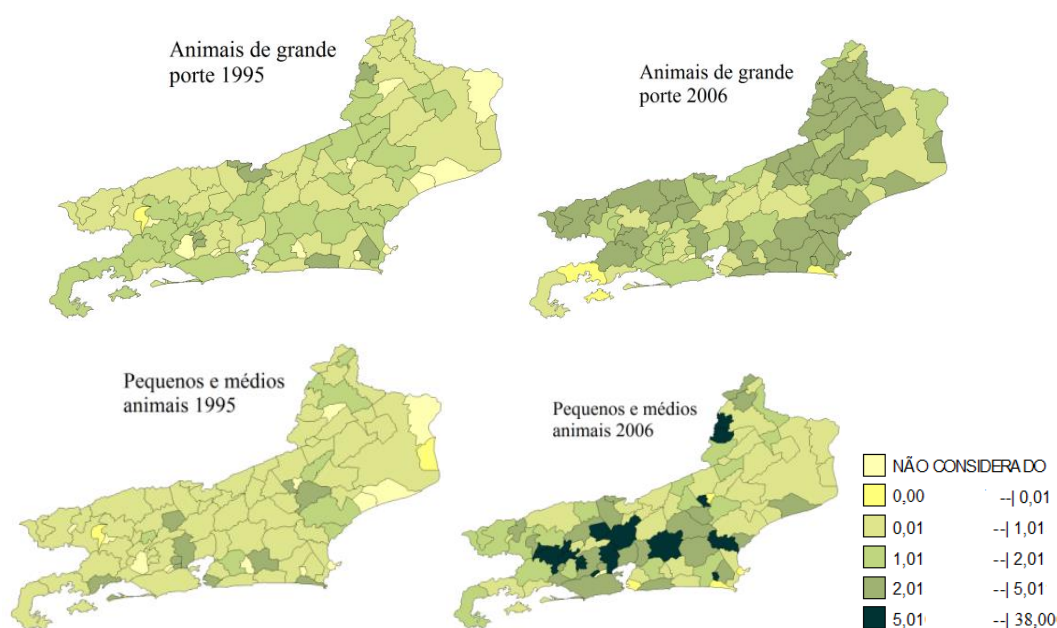 Animais de grande
porte 1995
Animais de grande
porte 2006
Pequenos e médios
animais 1995
Pequenos e médios
animais 2006
NÃO CONSIDERADO
0,00 --| 0,01
0,01 --| 1,01
1,01 --| 2,01
2,01 --| 5,01
5,01 --| 38,00